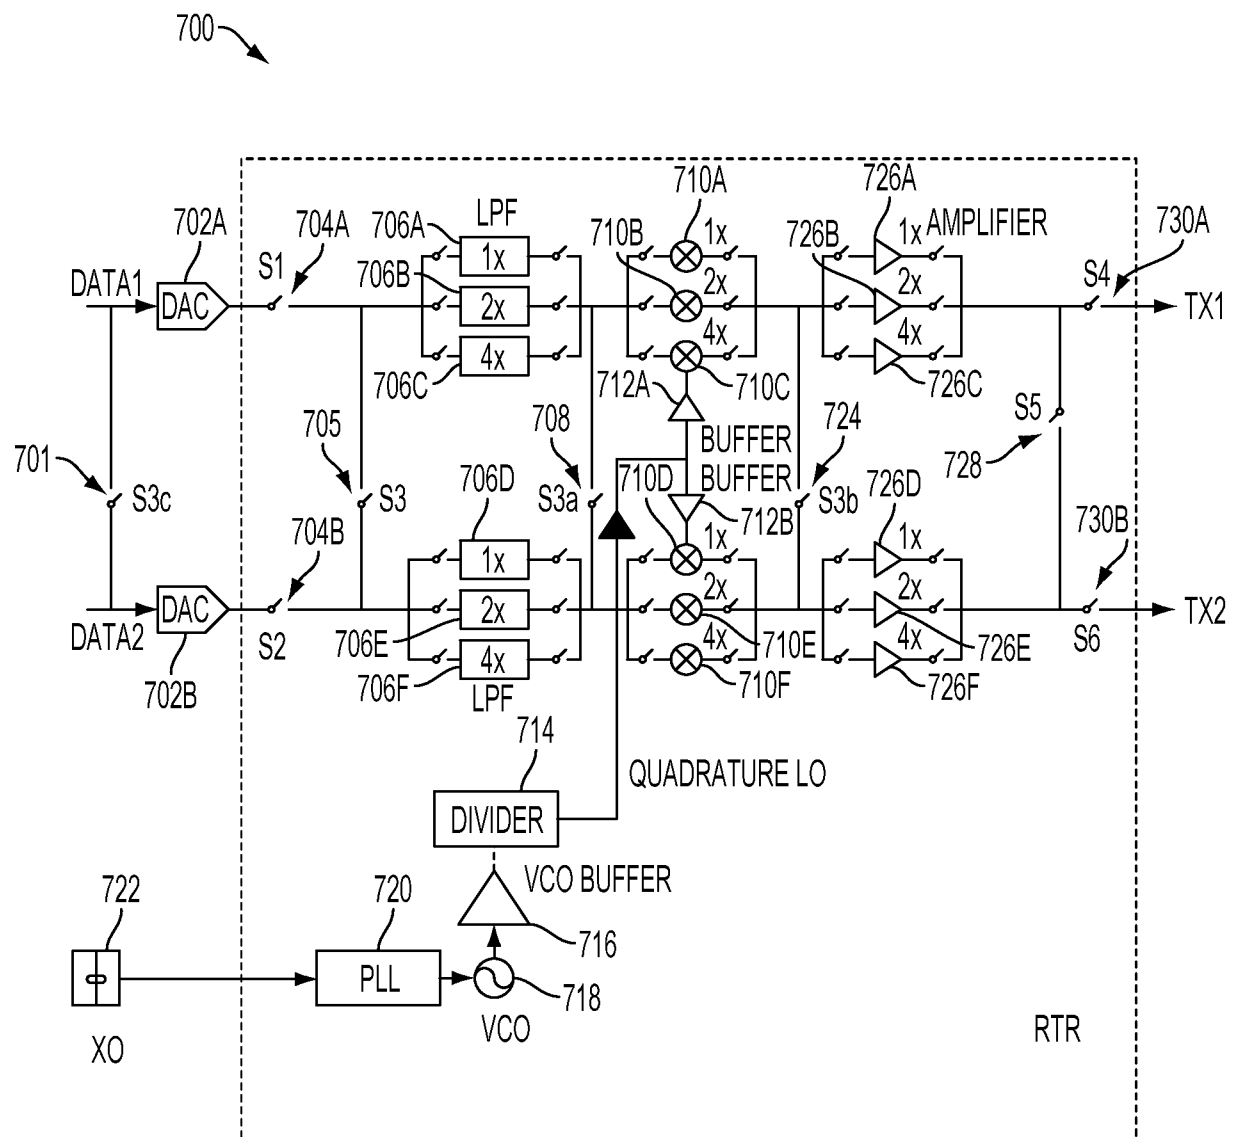 700
710A
726A
LPF
702A
704A
706A
710B
1x
726B
1x
AMPLIFIER
730A
S1
1x
S4
DATA1
706B
2x
2x
DAC
2x
TX1
4x
4x
4x
706C
712A
710C
726C
S5
705
708
BUFFER
724
728
701
706D
710D
BUFFER
726D
S3c
S3
S3a
712B
S3b
704B
1x
1x
1x
730B
2x
2x
DAC
2x
TX2
DATA2
S2
706E
4x
710E
4x
726E
S6
4x
702B
706F
LPF
710F
726F
714
QUADRATURE LO
DIVIDER
VCO BUFFER
722
720
716
PLL
718
VCO
XO
RTR